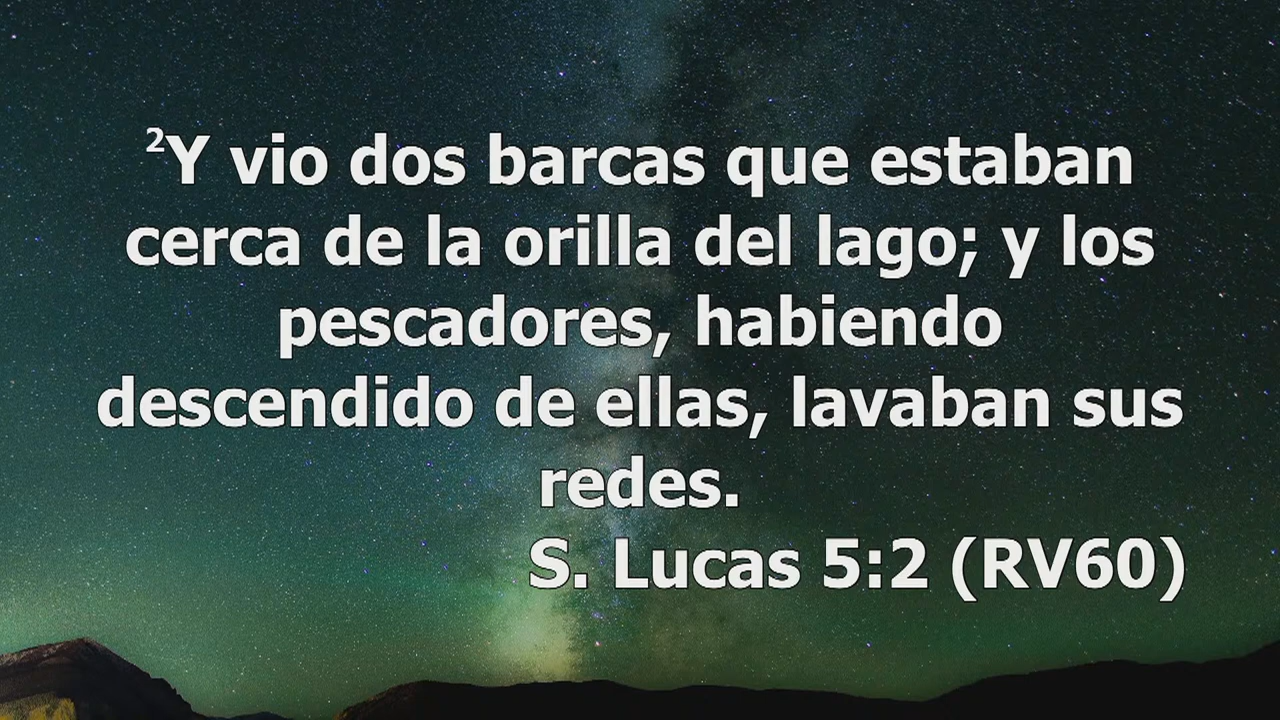 ²Y vio dos barcas que estaban
cerca de la orilla del lago; y los
pescadores, habiendo
descendido de ellas, lavaban sus
redes.
S. Lucas 5:2 (RV60)